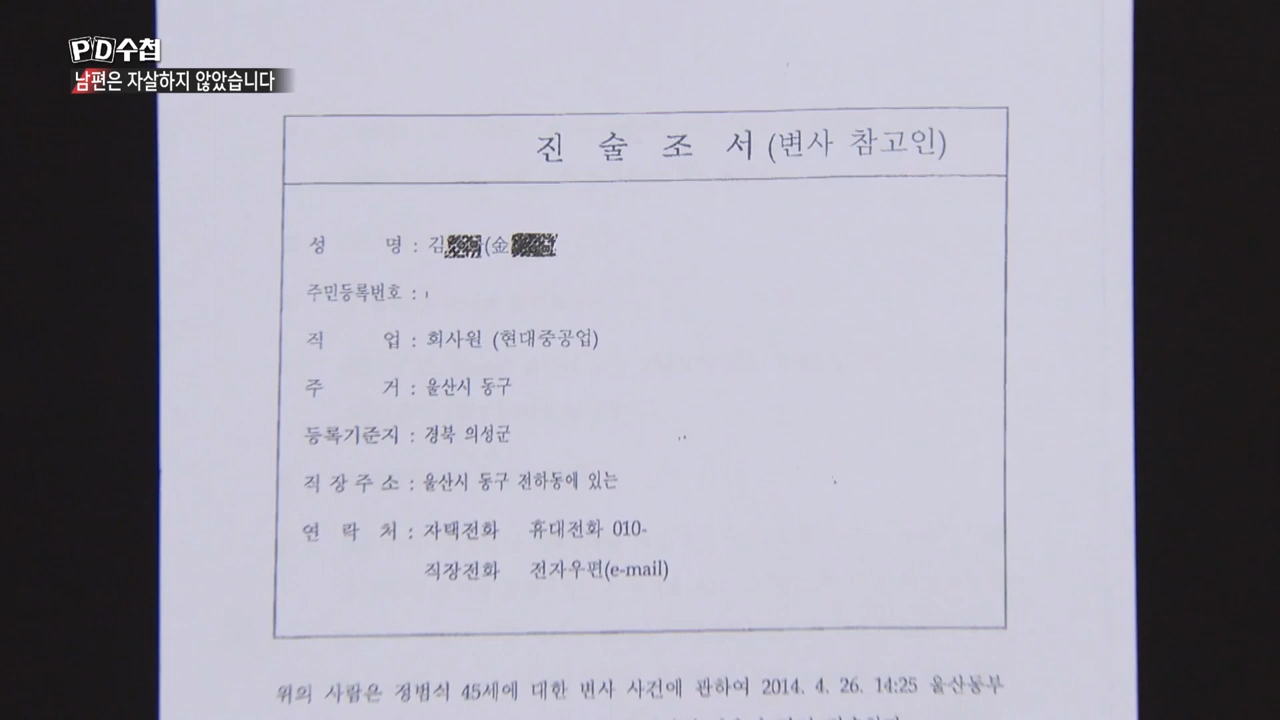 PD수첩
남편은 자살하지 않았습니다
진 술 조 서 (변사 참고인)
성 명 : 김 (金
주민등록번호 :
직 업 : 회사원 (현대중공업)
주 거 : 울산시 동구
등록기준지 : 경북 의성군
직 장 주 소 : 울산시 동구 전하동에 있는
연 락 처 : 자택전화 휴대전화 010-
직장전화 전자우편(e-mail)
위의 사람은 정범식 45세에 대한 변사 사건에 관하여 2014. 4. 26. 14:25 울산동부